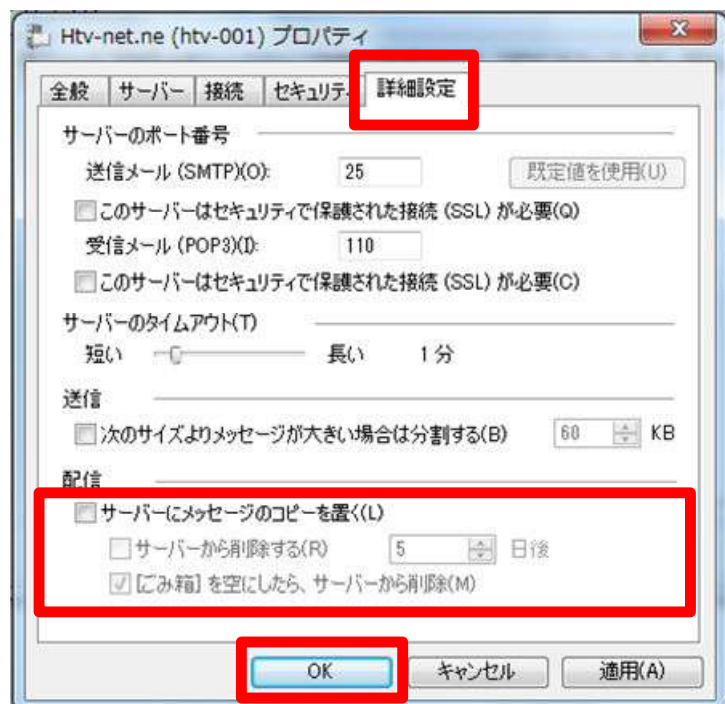 Htv-net.ne (htv-001) プロパティ
全般 サーバー 接続 セキュリティ 詳細設定
サーバーのポート番号
送信メール (SMTP)(O): 25 既定値を使用(U)
このサーバーはセキュリティで保護された接続 (SSL) が必要(Q)
受信メール (POP3)(I): 110
このサーバーはセキュリティで保護された接続 (SSL) が必要(C)
サーバーのタイムアウト(T)
短い 長い 1 分
送信
次のサイズよりメッセージが大きい場合は分割する(B) 60 KB
配信
サーバーにメッセージのコピーを置く(L)
サーバーから削除する(R) 5 日後
[ごみ箱] を空にしたら、サーバーから削除(M)
OK キャンセル 適用(A)